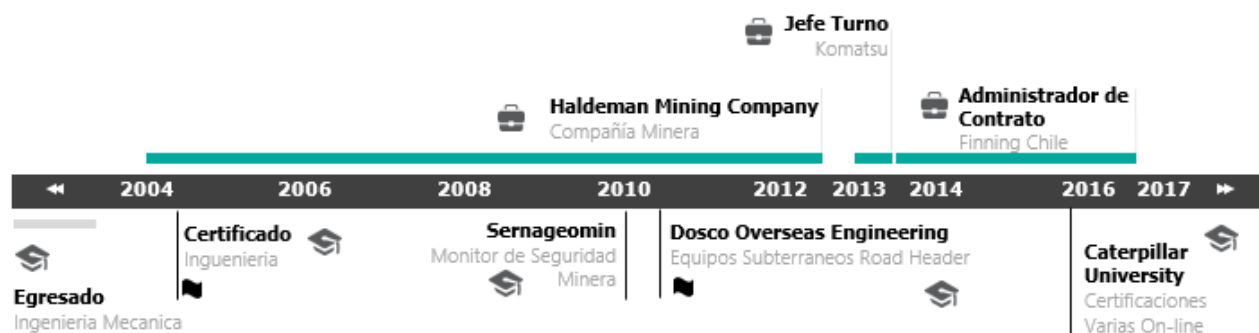 Jefe Turno
Komatsu
Haldeman Mining Company
Compañía Minera
Administrador de
Contrato
Finning Chile
2004 2006 2008 2010 2012 2013 2014 2016 2017
Egresado
Ingenieria Mecanica
Certificado
Inguenieria
Sernageomin
Monitor de Seguridad
Minera
Dosco Overseas Engineering
Equipos Subterraneos Road Header
Caterpillar
University
Certificaciones
Varias On-line